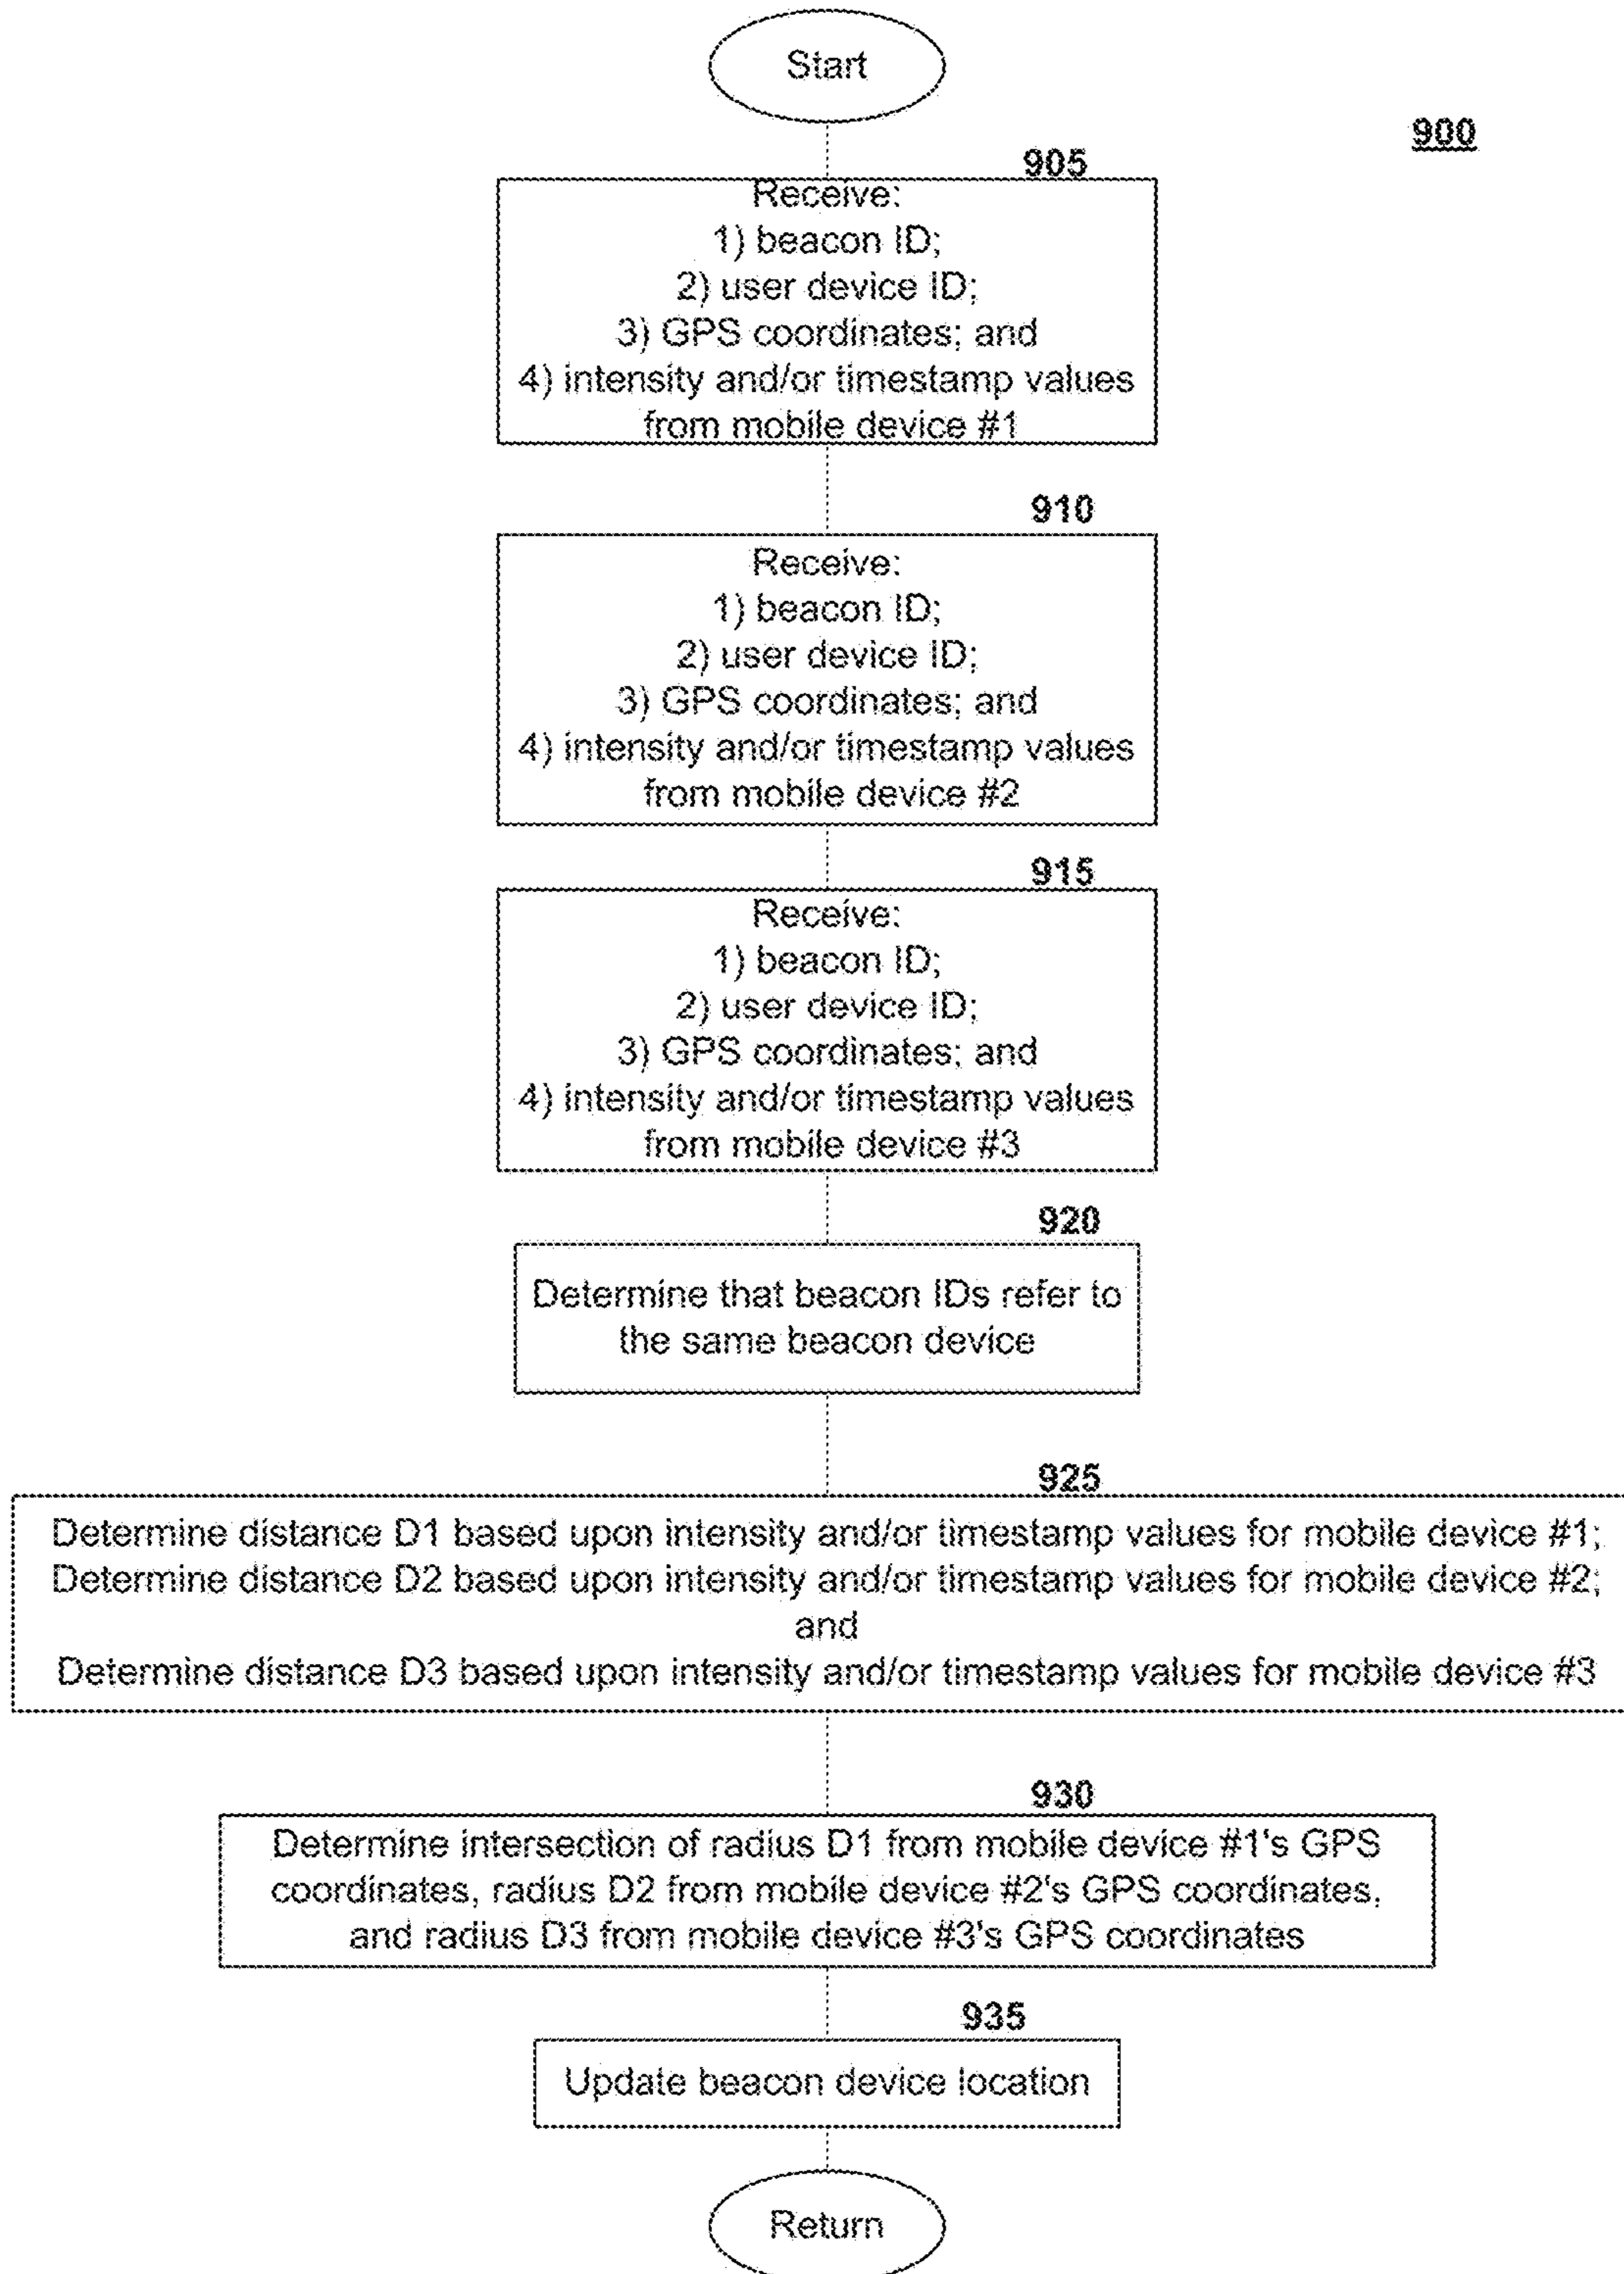 Start
900
905
Receive:
1) beacon ID;
2) user device ID;
3) GPS coordinates; and
4) intensity and/or timestamp values
from mobile device #1
910
Receive:
1) beacon ID;
2) user device ID;
3) GPS coordinates; and
4) intensity and/or timestamp values
from mobile device #2
915
Receive:
1) beacon ID;
2) user device ID;
3) GPS coordinates; and
4) intensity and/or timestamp values
from mobile device #3
920
Determine that beacon IDs refer to
the same beacon device
925
Determine distance D1 based upon intensity and/or timestamp values for mobile device #1;
Determine distance D2 based upon intensity and/or timestamp values for mobile device #2;
and
Determine distance D3 based upon intensity and/or timestamp values for mobile device #3
930
Determine intersection of radius D1 from mobile device #1's GPS
coordinates, radius D2 from mobile device #2's GPS coordinates,
and radius D3 from mobile device #3's GPS coordinates
935
Update beacon device location
Return